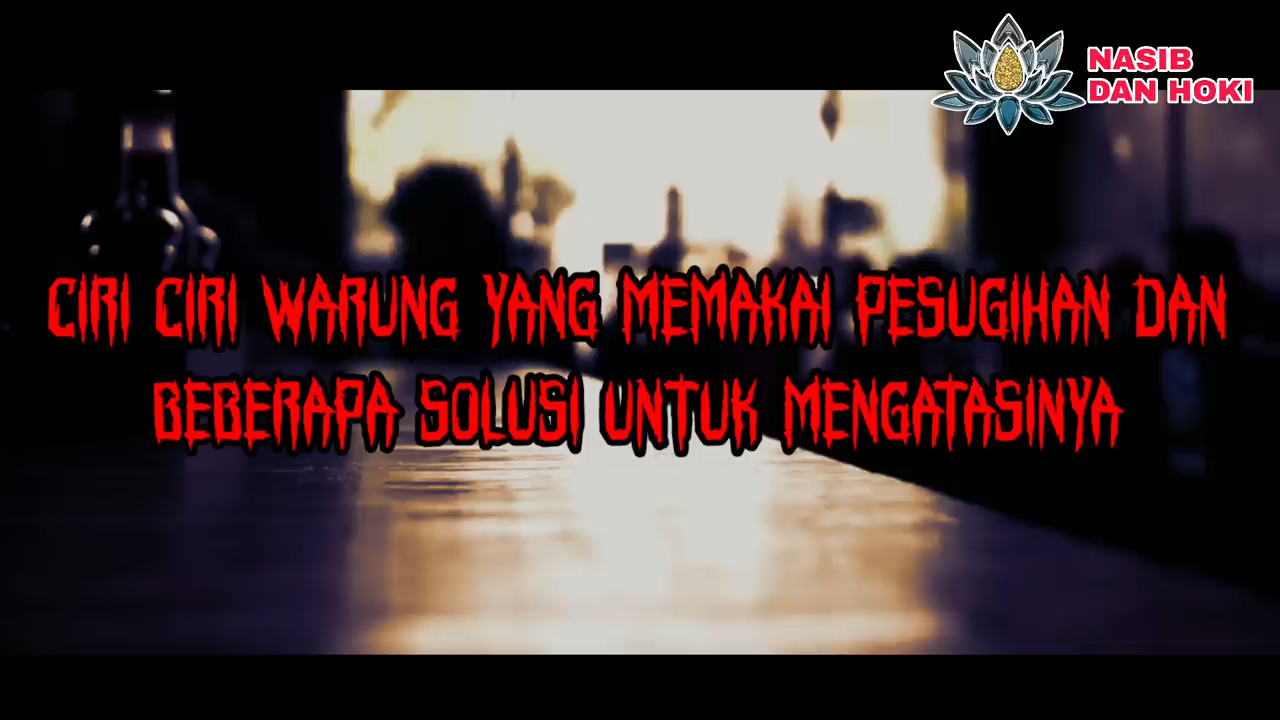 NASIB
DAN HOKI
CIRI CIRI WARUNG YANG MEMAKAI PESUGIHAN DAN
BEBERAPA SOLUSI UNTUK MENGATASINYA